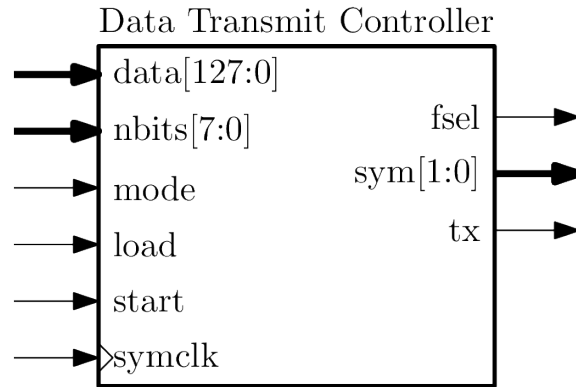 Data Transmit Controller
data[127:0]
nbits[7:0]
mode
load
start
symclk
fsel
sym[1:0]
tx